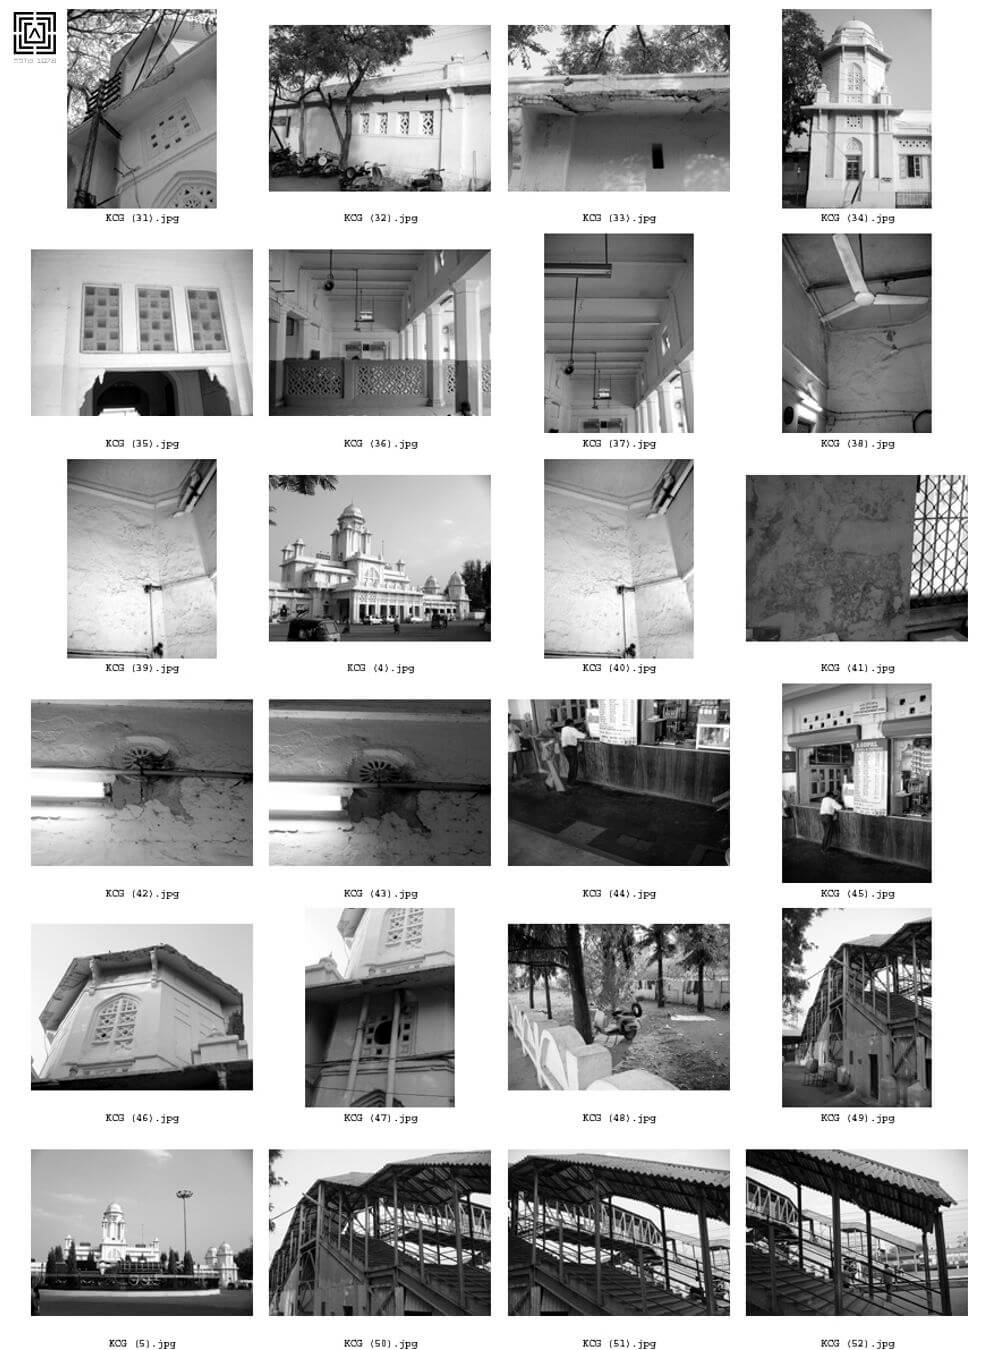 ESTD 1978
KCG (31).jpg KCG (32).jpg KCG (33).jpg KCG (34).jpg
KCG (35).jpg KCG (36).jpg KCG (37).jpg KCG (38).jpg
KCG (39).jpg KCG (4).jpg KCG (40).jpg KCG (41).jpg
KCG (42).jpg KCG (43).jpg KCG (44).jpg KCG (45).jpg
KCG (46).jpg KCG (47).jpg KCG (48).jpg KCG (49).jpg
KCG (5).jpg KCG (50).jpg KCG (51).jpg KCG (52).jpg